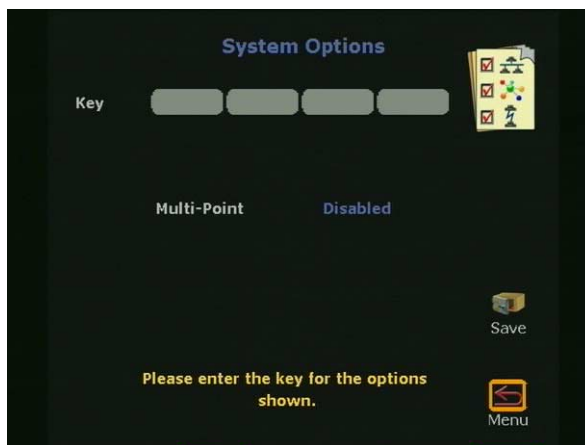 System Options
Key
Multi-Point Disabled
Save
Please enter the key for the options
shown.
Menu